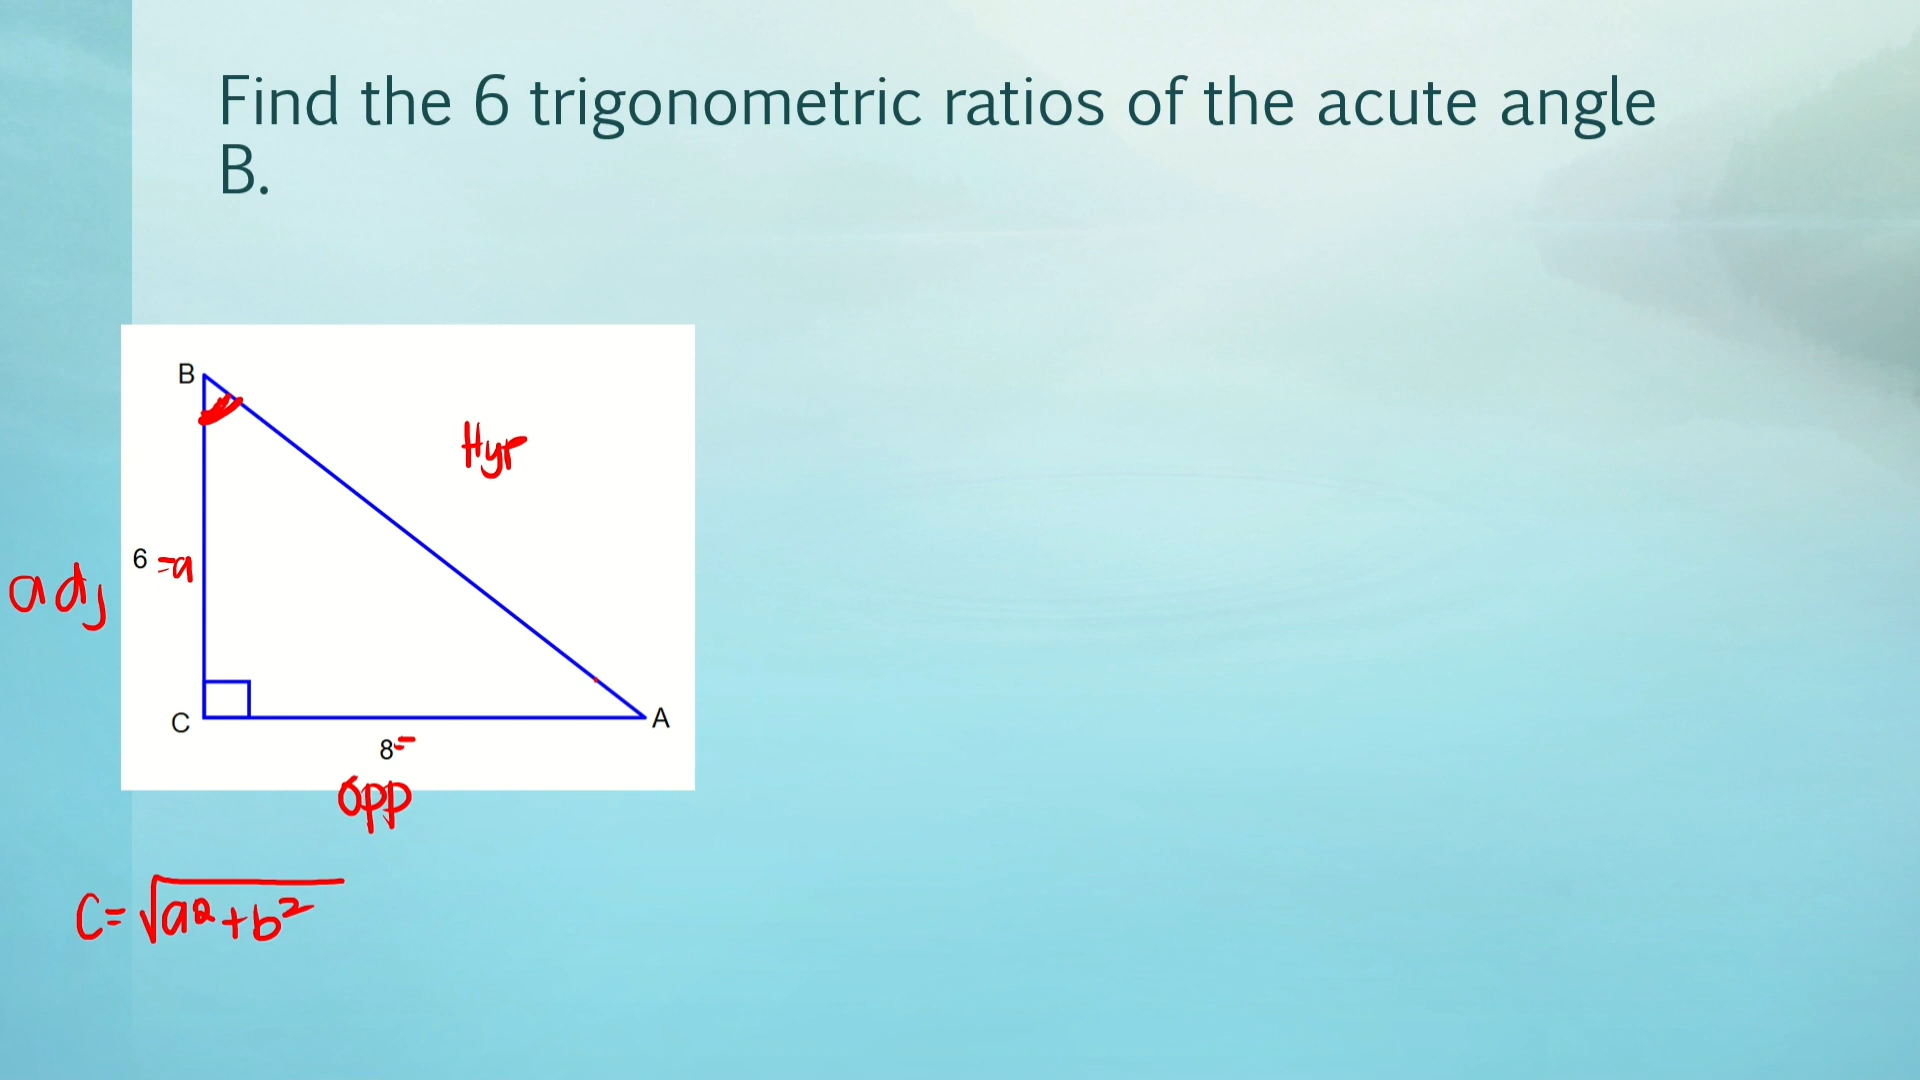 Find the 6 trigonometric ratios of the acute angle
B.
B
Hyp
6 =a
adj
C
A
8=
opp
C=√a²+b²